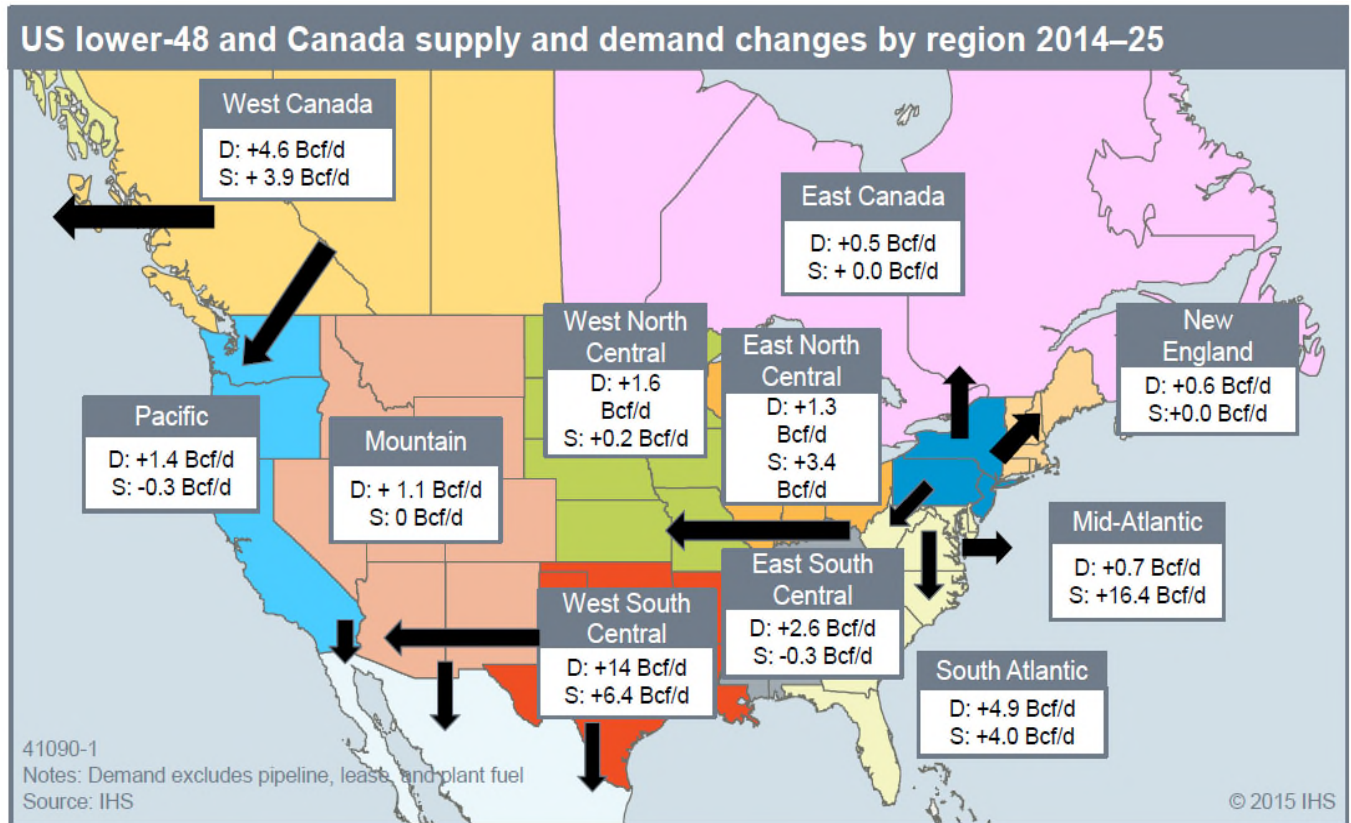 US lower-48 and Canada supply and demand changes by region 2014–25
West Canada
D: +4.6 Bcf/d
S: + 3.9 Bcf/d
East Canada
D: +0.5 Bcf/d
S: + 0.0 Bcf/d
West North
Central
D: +1.6
Bcf/d
S: +0.2 Bcf/d
East North
Central
D: +1.3
Bcf/d
S: +3.4
Bcf/d
New
England
D: +0.6 Bcf/d
S:+0.0 Bcf/d
Pacific
D: +1.4 Bcf/d
S: -0.3 Bcf/d
Mountain
D: + 1.1 Bcf/d
S: 0 Bcf/d
Mid-Atlantic
D: +0.7 Bcf/d
S: +16.4 Bcf/d
West South
Central
D: +14 Bcf/d
S: +6.4 Bcf/d
East South
Central
D: +2.6 Bcf/d
S: -0.3 Bcf/d
South Atlantic
D: +4.9 Bcf/d
S: +4.0 Bcf/d
41090-1
Notes: Demand excludes pipeline, lease, and plant fuel
Source: IHS
© 2015 IHS